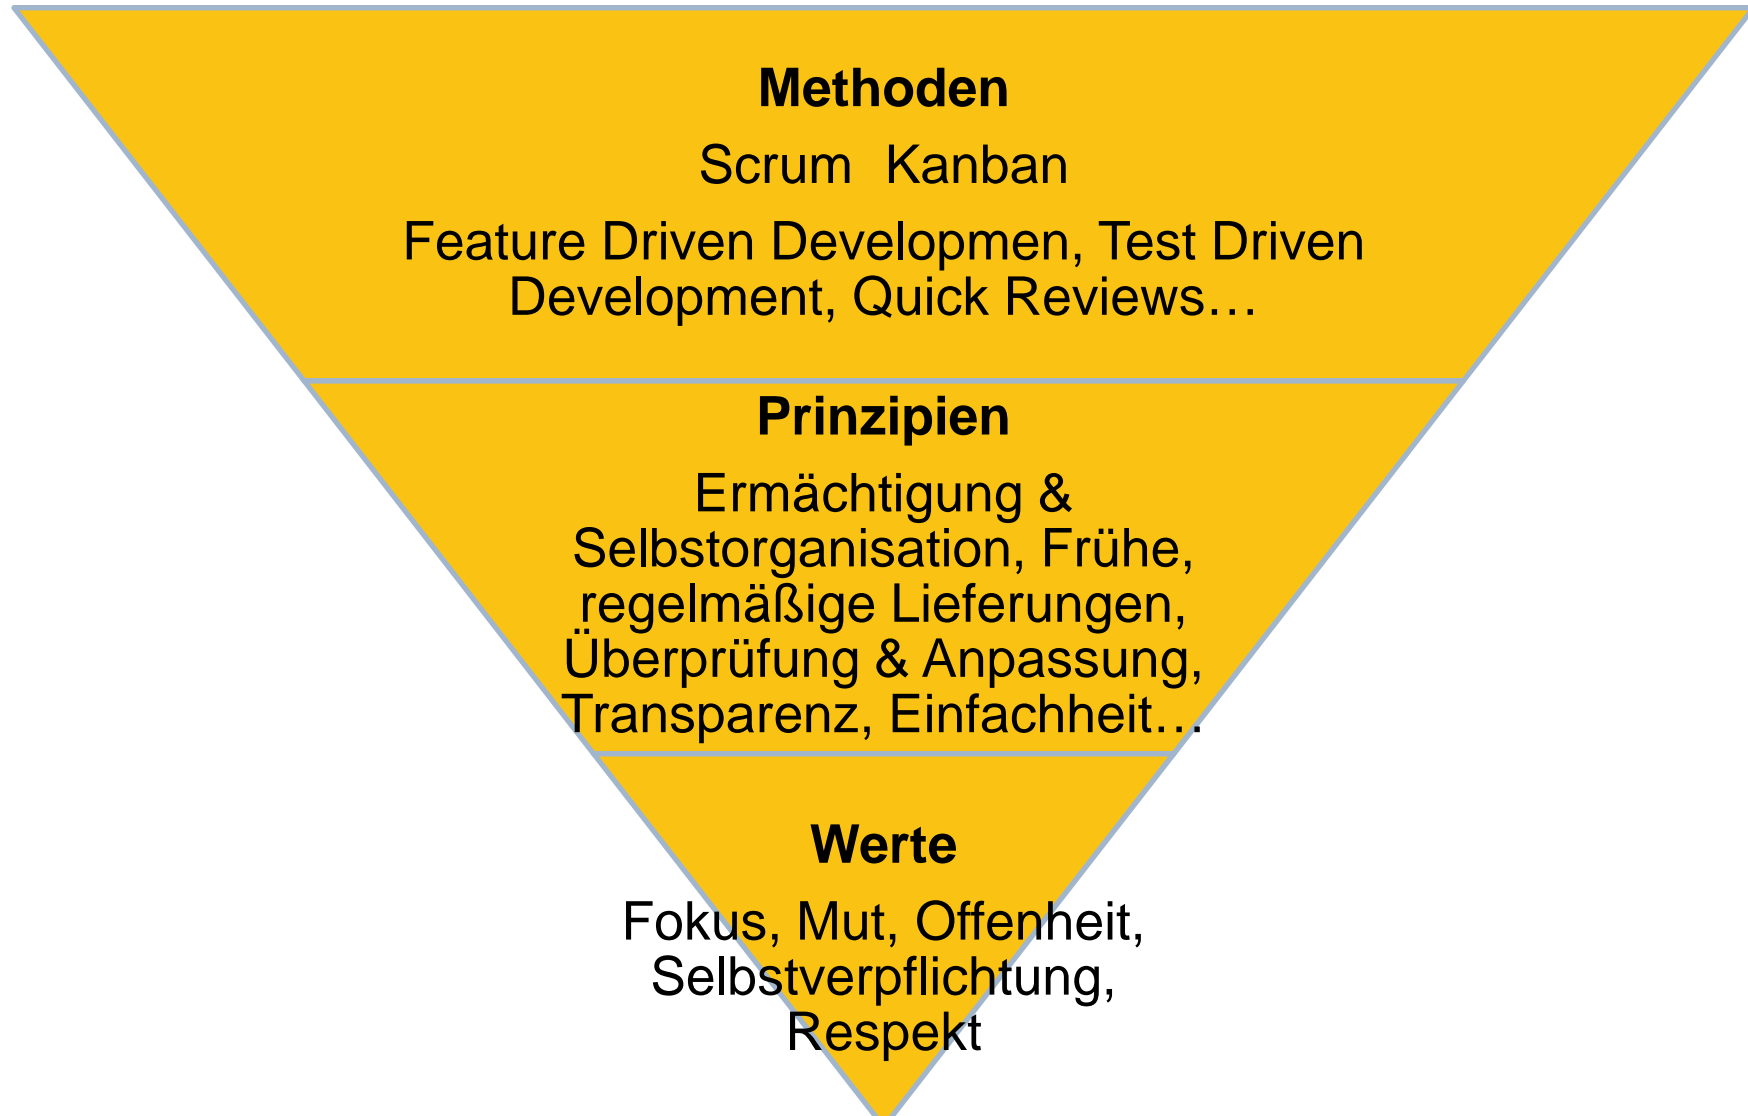 Methoden
Scrum  Kanban
Feature Driven Developmen, Test Driven
Development, Quick Reviews…
Prinzipien
Ermächtigung &
Selbstorganisation, Frühe,
regelmäßige Lieferungen,
Überprüfung & Anpassung,
Transparenz, Einfachheit…
Werte
Fokus, Mut, Offenheit,
Selbstverpflichtung,
Respekt